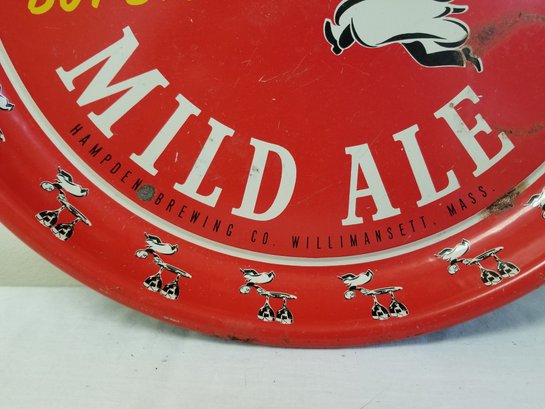 MILD ALE
HAMPDEN BREWING CO. WILLIMANSETT, MASS.